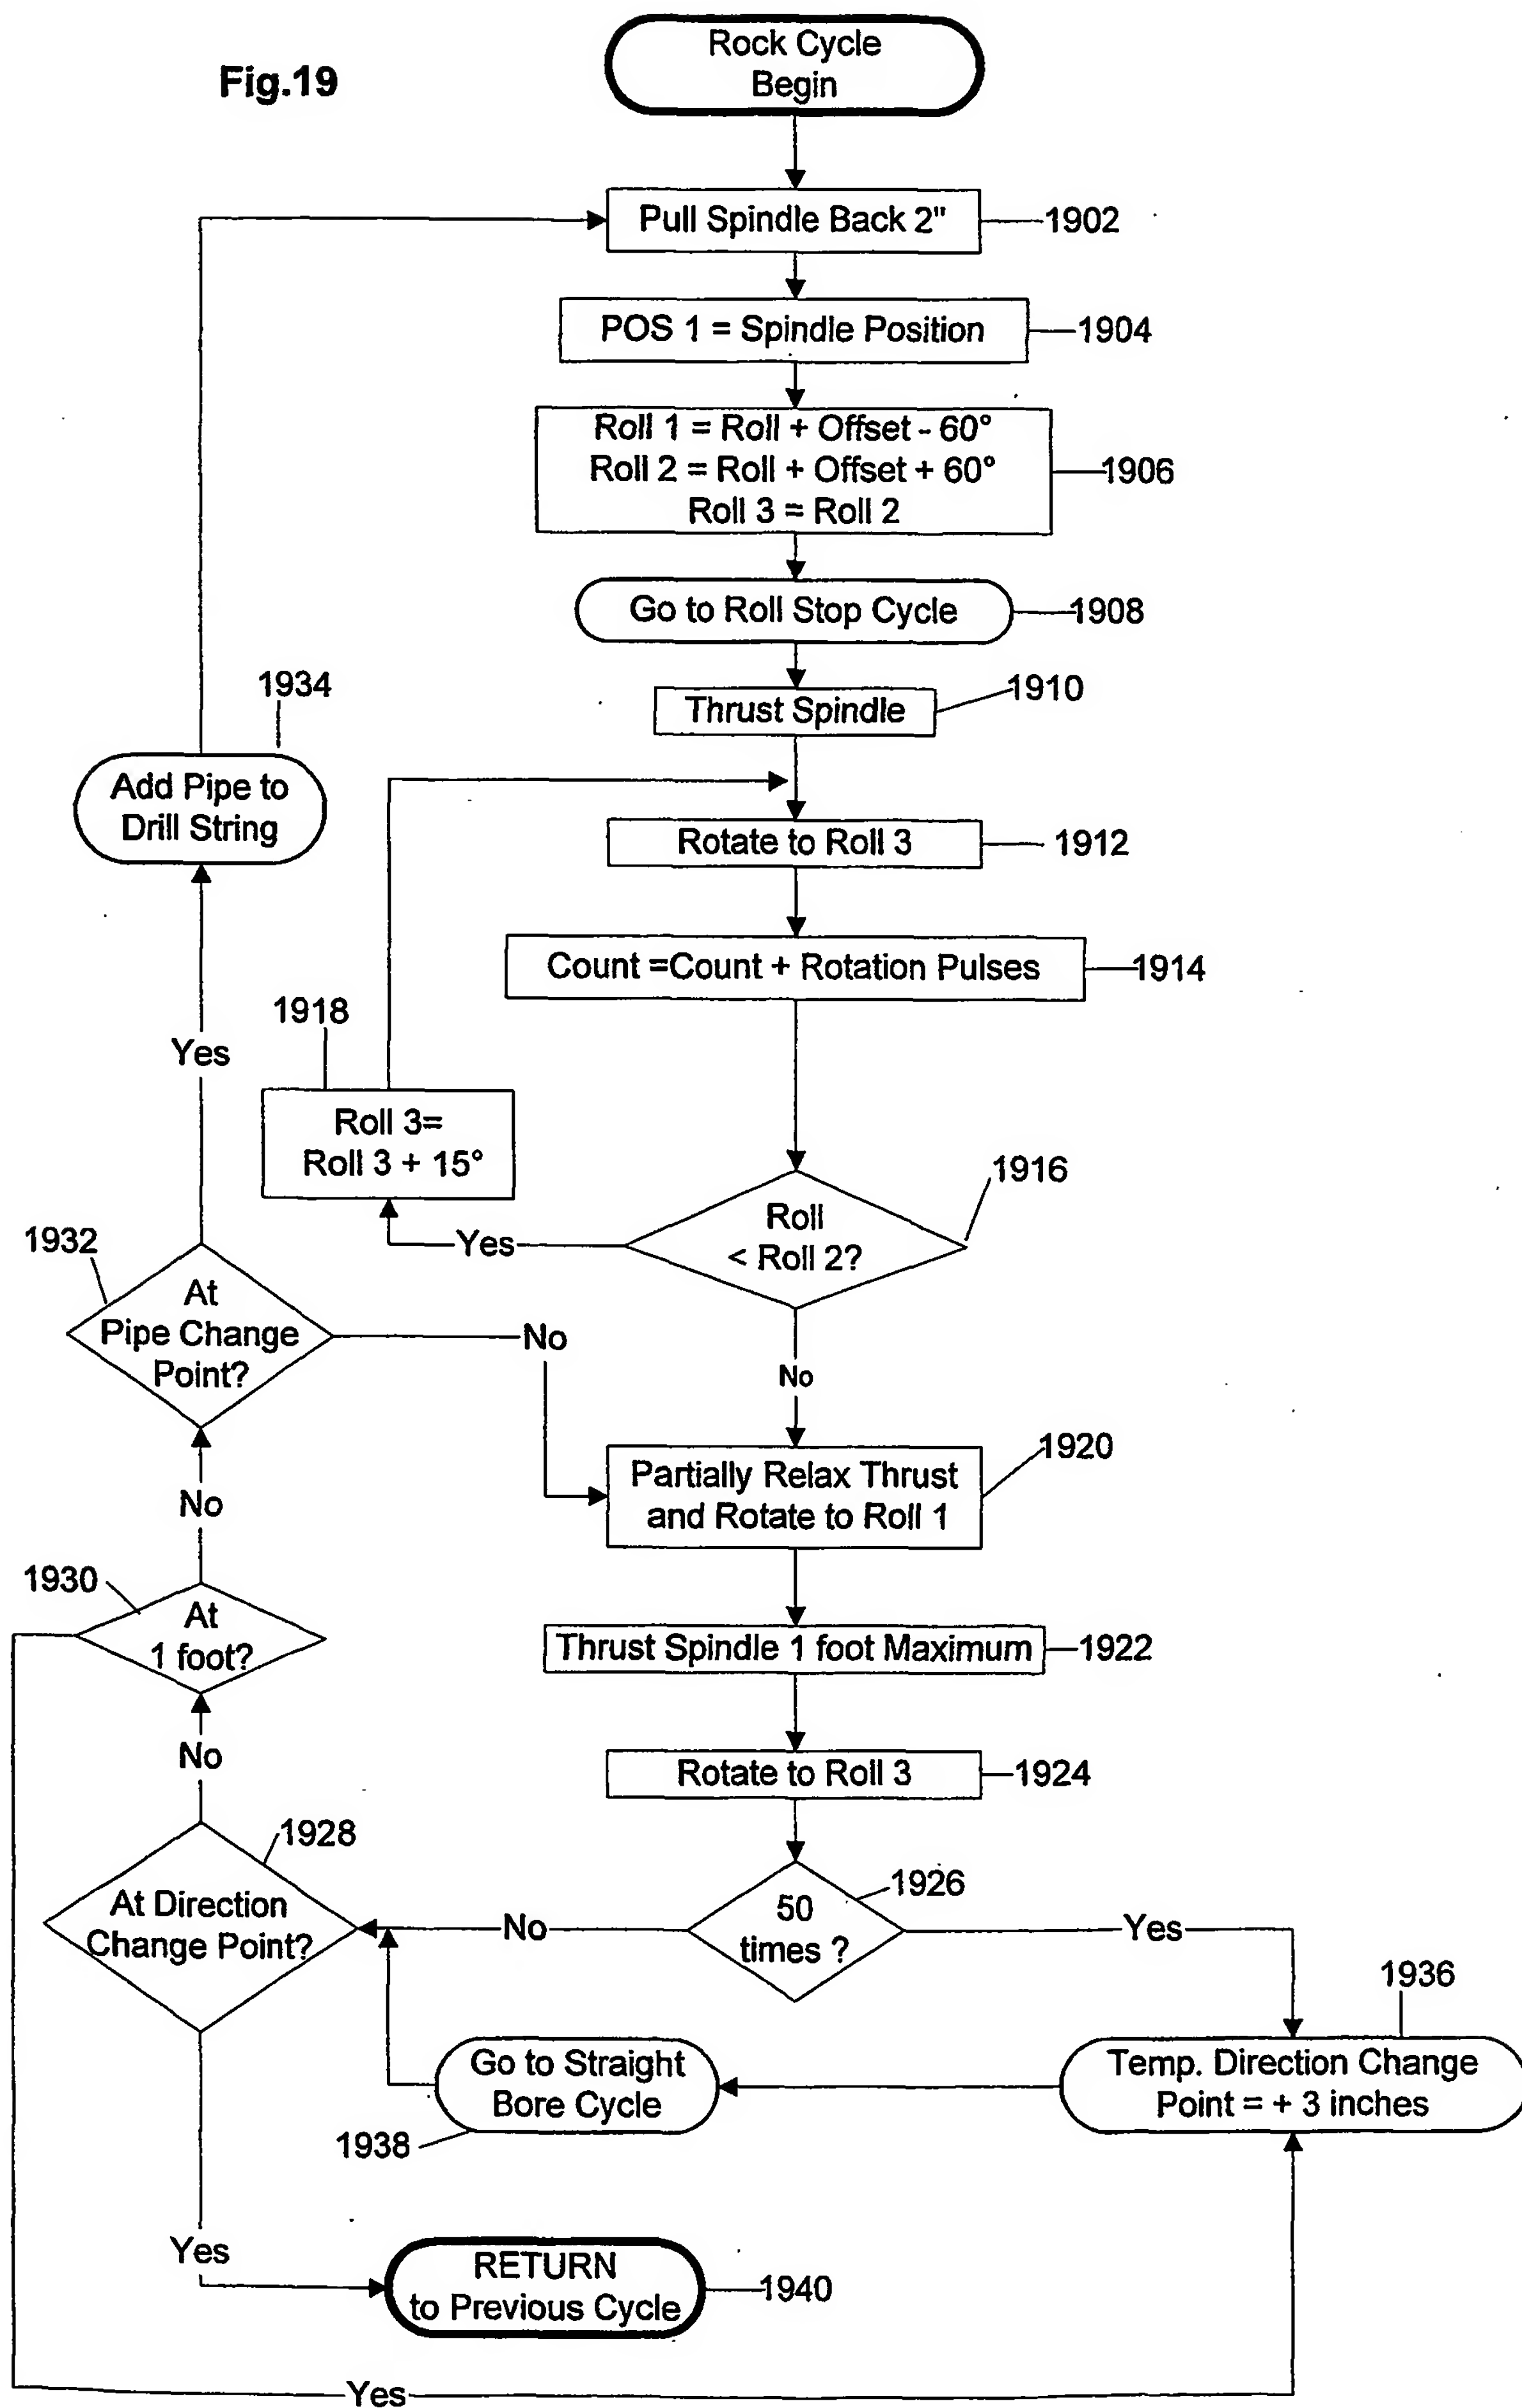 Fig.19
Rock Cycle
Begin
Pull Spindle Back 2"
1902
POS 1 = Spindle Position
1904
Roll 1 = Roll + Offset - 60°
Roll 2 = Roll + Offset + 60°
Roll 3 = Roll 2
1906
Go to Roll Stop Cycle
1908
1934
Thrust Spindle
1910
Add Pipe to
Drill String
Rotate to Roll 3
1912
Count =Count + Rotation Pulses
1914
1918
Yes
Roll 3=
Roll 3 + 15°
1916
Roll
< Roll 2?
Yes
1932
At
Pipe Change
Point?
No
No
1920
Partially Relax Thrust
and Rotate to Roll 1
No
1930
At
1 foot?
Thrust Spindle 1 foot Maximum
1922
No
Rotate to Roll 3
1924
1928
1926
At Direction
Change Point?
No
50
times ?
Yes
1936
Go to Straight
Bore Cycle
Temp. Direction Change
Point = + 3 inches
1938
Yes
RETURN
to Previous Cycle
1940
Yes